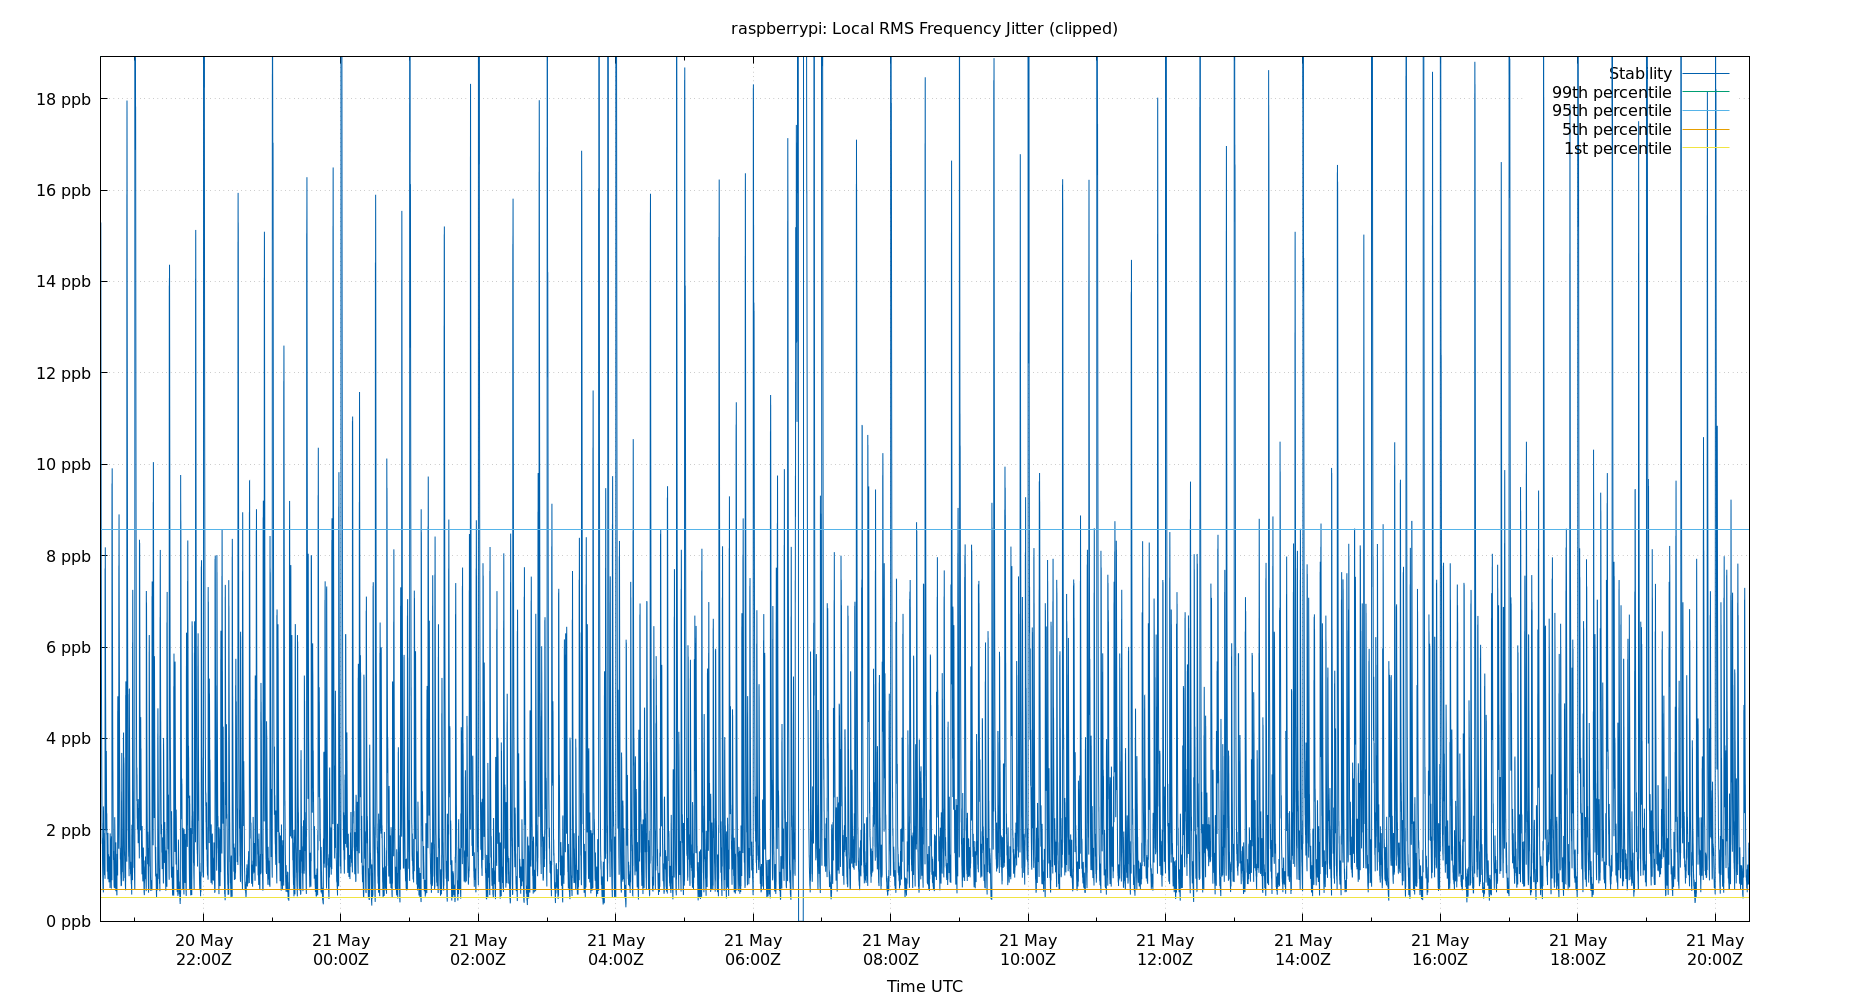 raspberrypi: Local RMS Frequency Jitter (clipped)
Stability
99th percentile
95th percentile
5th percentile
1st percentile
18 ppb
16 ppb
14 ppb
12 ppb
10 ppb
8 ppb
6 ppb
4 ppb
2 ppb
0 ppb
20 May 21 May 21 May 21 May 21 May 21 May 21 May 21 May 21 May 21 May 21 May 21 May
22:00Z 00:00Z 02:00Z 04:00Z 06:00Z 08:00Z 10:00Z 12:00Z 14:00Z 16:00Z 18:00Z 20:00Z
Time UTC